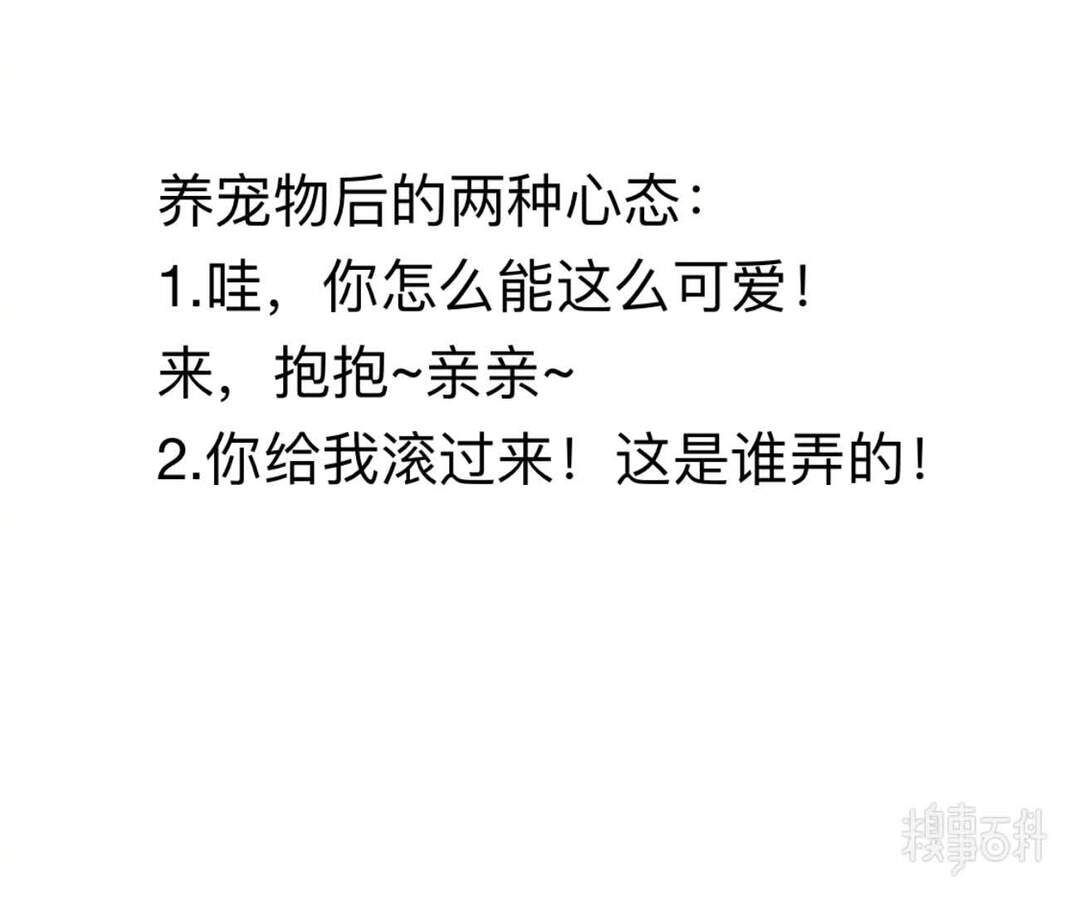 养宠物后的两种心态：
1.哇，你怎么能这么可爱！
来，抱抱~亲亲~
2.你给我滚过来！这是谁弄的！
糗事百科